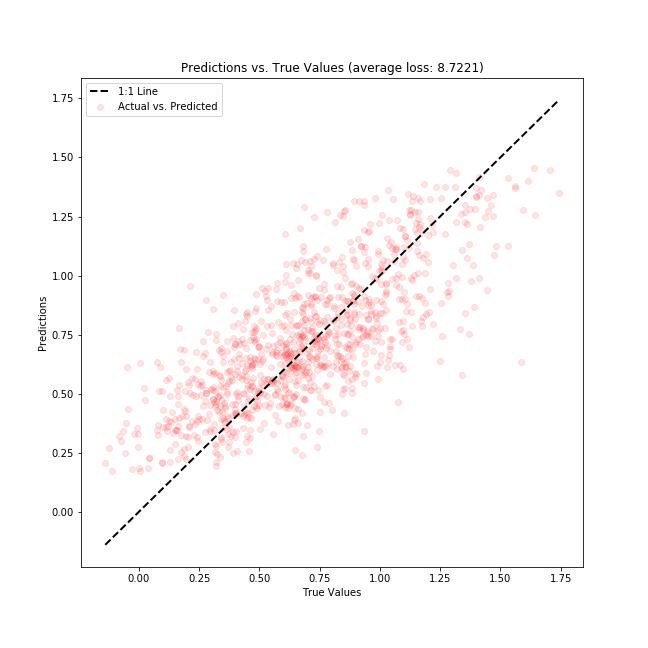 Predictions vs. True Values (average loss: 8.7221)
1:1 Line
Actual vs. Predicted
1.75
1.50
1.25
1.00
0.75
0.50
0.25
0.00
Predictions
0.00 0.25 0.50 0.75 1.00 1.25 1.50 1.75
True Values